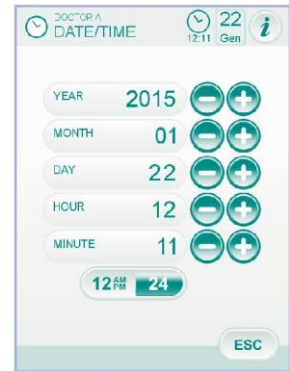 DOCTOR A
DATE/TIME
12:11
22
Gen
i
YEAR 2015
MONTH 01
DAY 22
HOUR 12
MINUTE 11
12 AM PM 24
ESC